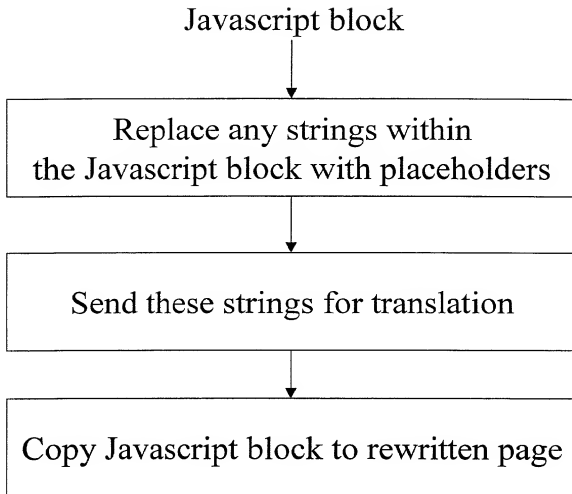 Javascript block
Replace any strings within
the Javascript block with placeholders
Send these strings for translation
Copy Javascript block to rewritten page